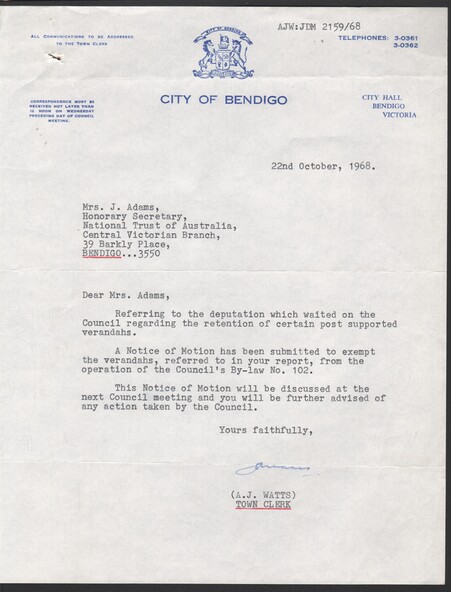 AJW:JDM 2159/68
ALL COMMUNICATIONS TO BE ADDRESSED
TO THE TOWN CLERK
CITY OF BENDIGO
TELEPHONES: 3-0361
3-0362
CORRESPONDENCE MUST BE
RECEIVED NOT LATER THAN
12 NOON ON WEDNESDAY
PRECEDING DAY OF COUNCIL
MEETING.
CITY OF BENDIGO
CITY HALL
BENDIGO
VICTORIA
22nd October, 1968.
Mrs. J. Adams,
Honorary Secretary,
National Trust of Australia,
Central Victorian Branch,
39 Barkly Place,
BENDIGO...3550
Dear Mrs. Adams,
Referring to the deputation which waited on the
Council regarding the retention of certain post supported
verandahs.
A Notice of Motion has been submitted to exempt
the verandahs, referred to in your report, from the
operation of the Council's By-law No. 102.
This Notice of Motion will be discussed at the
next Council meeting and you will be further advised of
any action taken by the Council.
Yours faithfully,
(A.J. WATTS)
TOWN CLERK